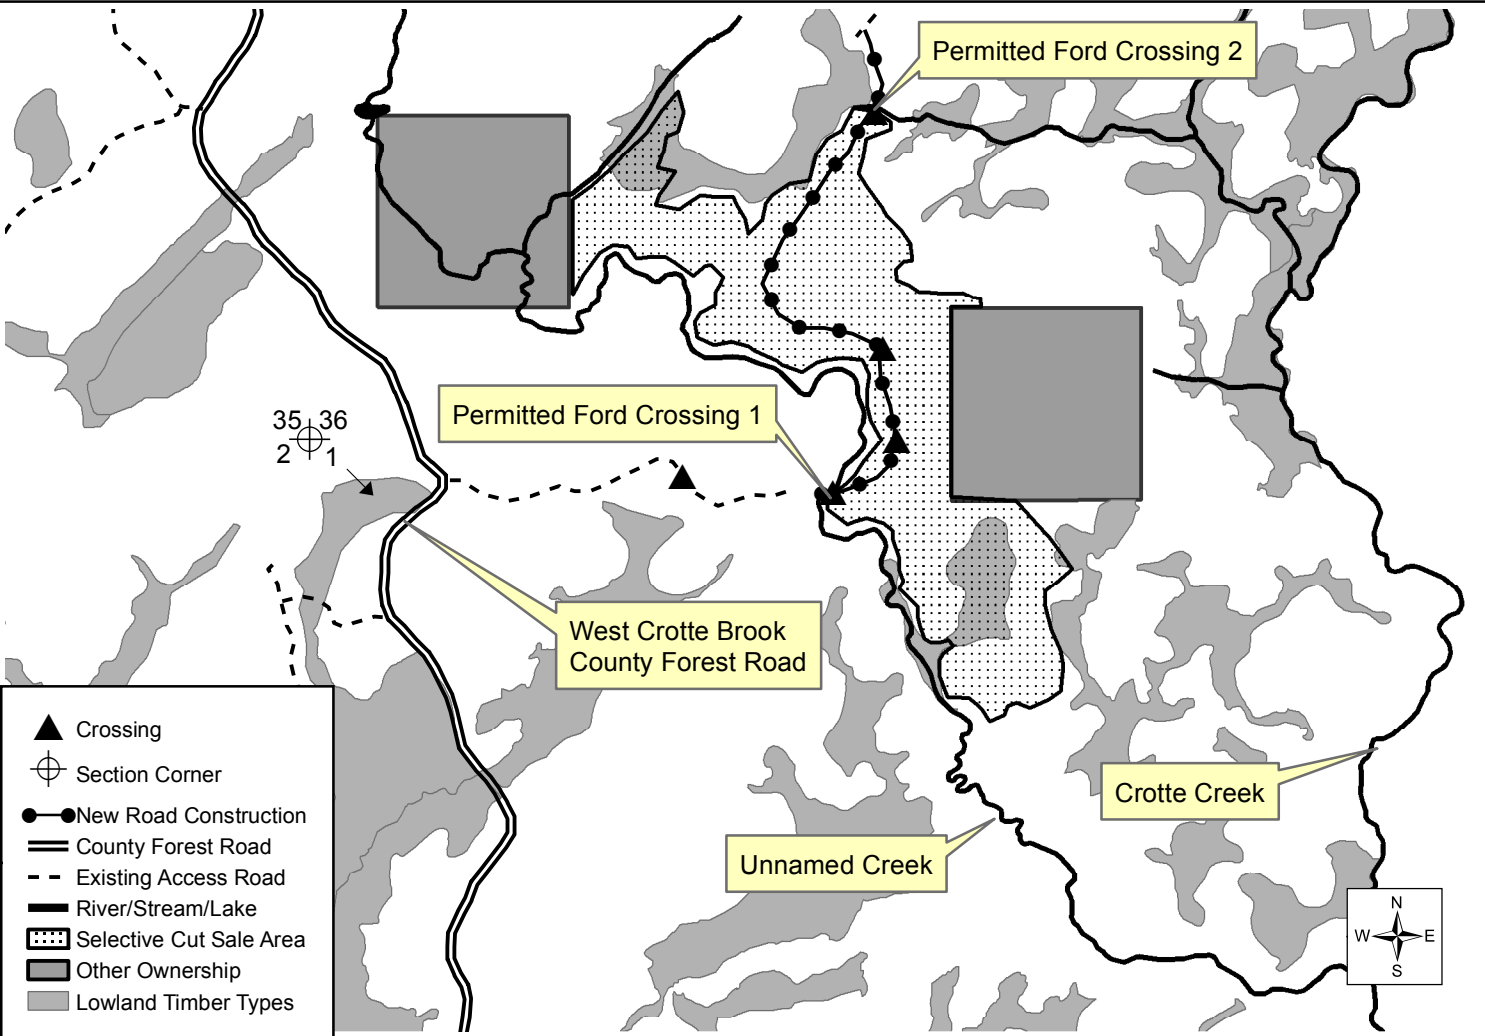 Permitted Ford Crossing 2
Permitted Ford Crossing 1
35 36
2 1
West Crotte Brook
County Forest Road
Crotte Creek
Unnamed Creek
Crossing
Section Corner
New Road Construction
County Forest Road
Existing Access Road
River/Stream/Lake
Selective Cut Sale Area
Other Ownership
Lowland Timber Types
N
W E
S